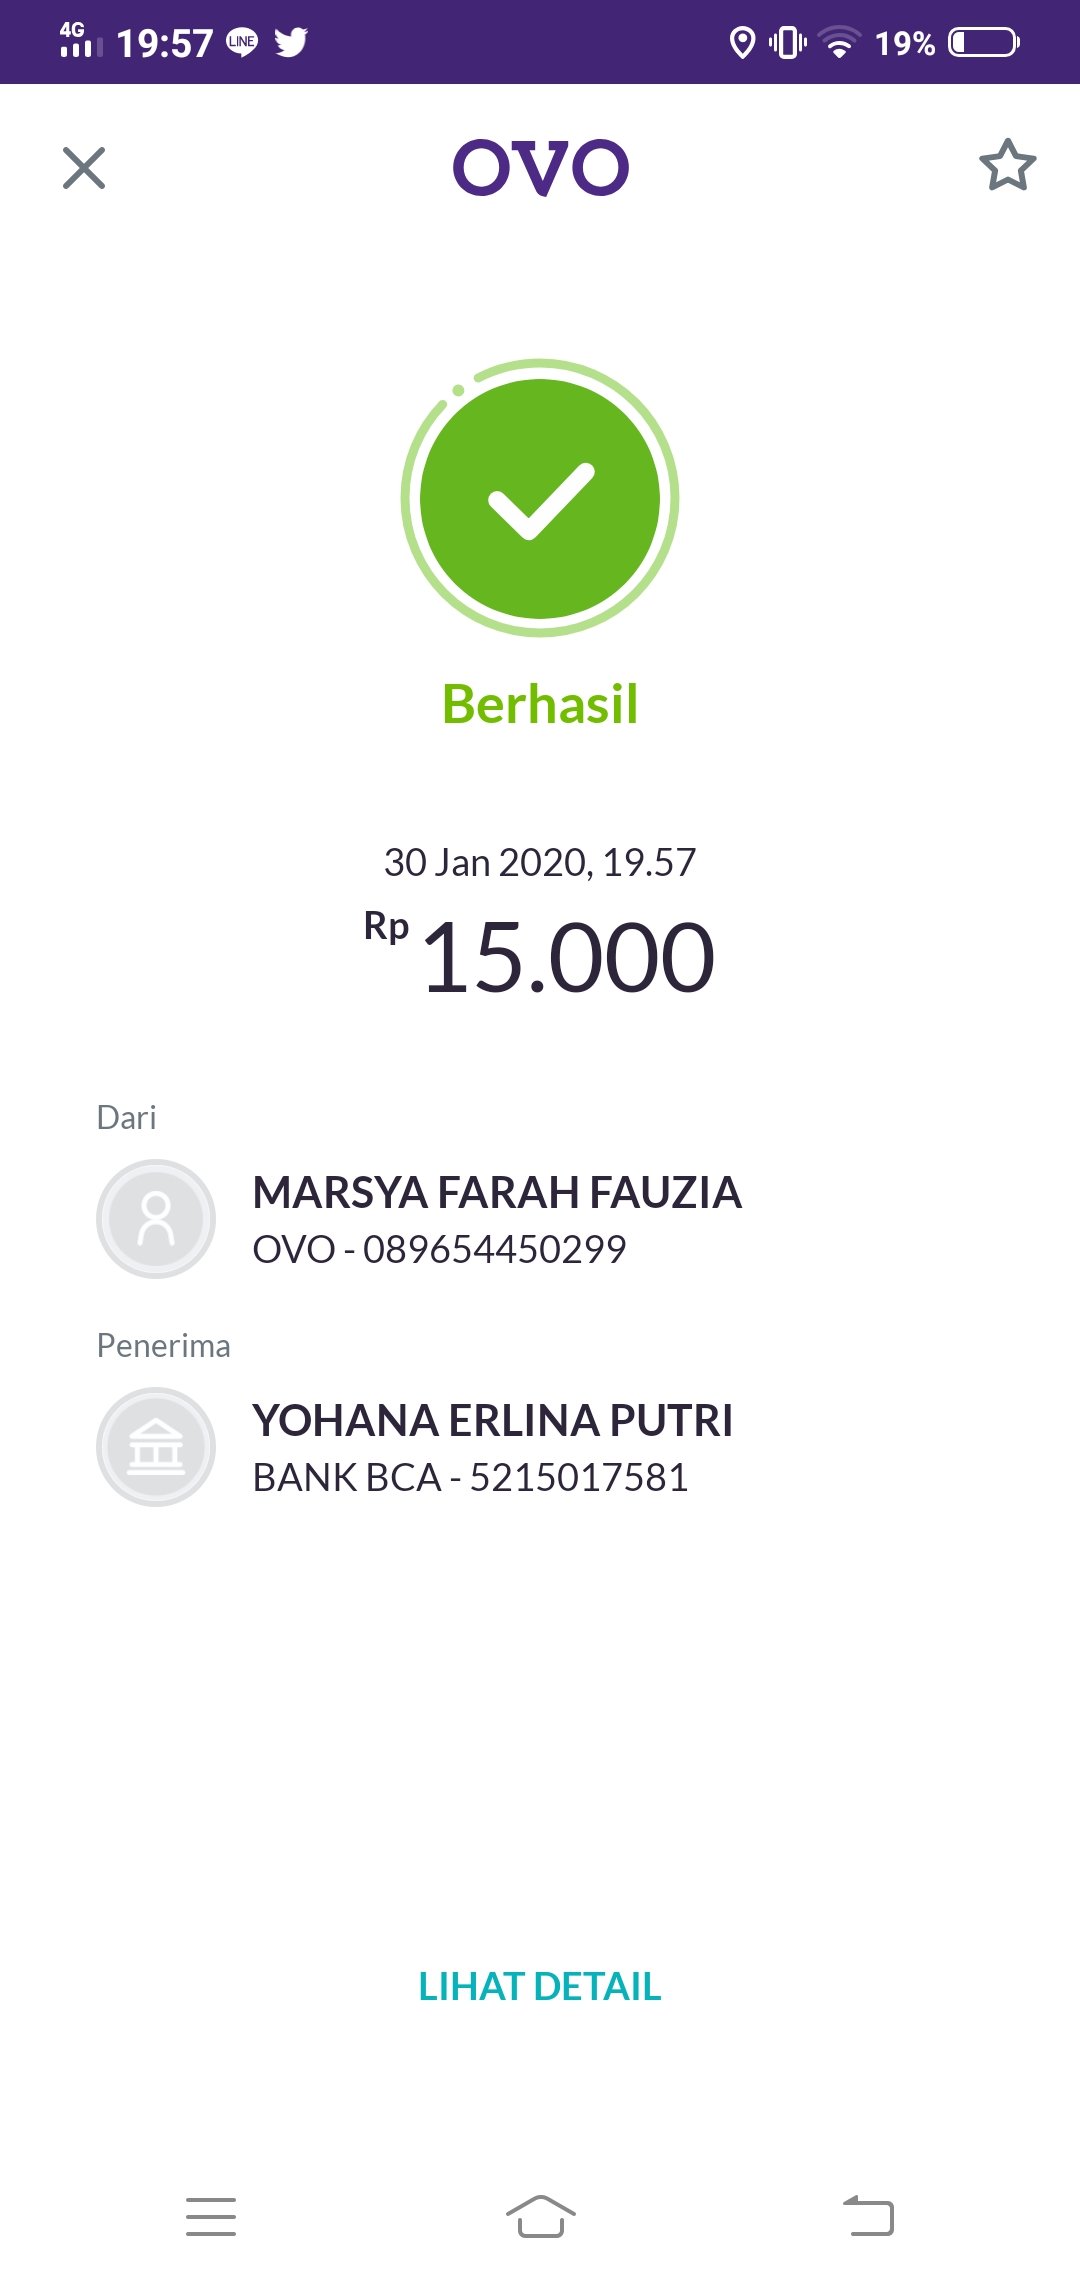 4G 19:57 LINE 19%
OVO
Berhasil
30 Jan 2020, 19.57
Rp 15.000
Dari
MARSYA FARAH FAUZIA
OVO - 089654450299
Penerima
YOHANA ERLINA PUTRI
BANK BCA - 5215017581
LIHAT DETAIL